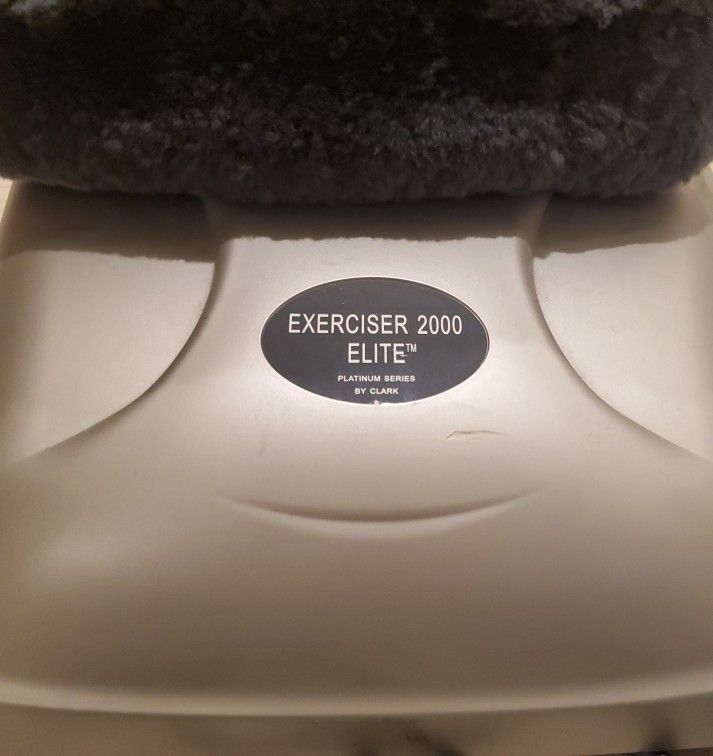 EXERCISER 2000
ELITE™
PLATINUM SERIES
BY CLARK